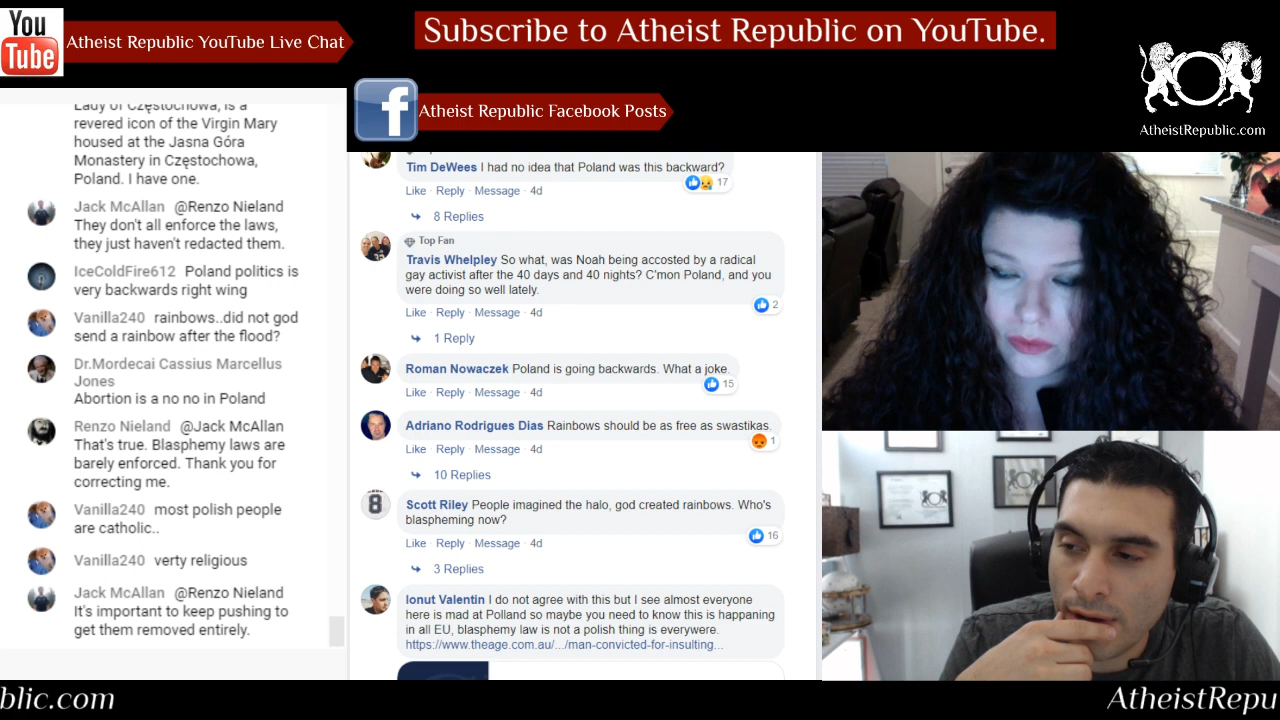 You
Tube
Atheist Republic YouTube Live Chat
Subscribe to Atheist Republic on YouTube.
AtheistRepublic.com
Atheist Republic Facebook Posts
Lady of Częstochowa, is a
revered icon of the Virgin Mary
housed at the Jasna Góra
Monastery in Częstochowa,
Poland. I have one.
Jack McAllan @Renzo Nieland
They don't all enforce the laws,
they just haven't redacted them.
IceColdFire612 Poland politics is
very backwards right wing
Vanilla240 rainbows..did not god
send a rainbow after the flood?
Dr.Mordecai Cassius Marcellus
Jones
Abortion is a no no in Poland
Renzo Nieland @Jack McAllan
That's true. Blasphemy laws are
barely enforced. Thank you for
correcting me.
Vanilla240 most polish people
are catholic..
Vanilla240 verty religious
Jack McAllan @Renzo Nieland
It's important to keep pushing to
get them removed entirely.
Tim DeWees I had no idea that Poland was this backward?
17
Like · Reply · Message · 4d
8 Replies
Top Fan
Travis Whelpley So what, was Noah being accosted by a radical
gay activist after the 40 days and 40 nights? C'mon Poland, and you
were doing so well lately.
2
Like · Reply · Message · 4d
1 Reply
Roman Nowaczek Poland is going backwards. What a joke.
15
Like · Reply · Message · 4d
Adriano Rodrigues Dias Rainbows should be as free as swastikas.
1
Like · Reply · Message · 4d
10 Replies
8
Scott Riley People imagined the halo, god created rainbows. Who's
blaspheming now?
16
Like · Reply · Message · 4d
3 Replies
Ionut Valentin I do not agree with this but I see almost everyone
here is mad at Polland so maybe you need to know this is happaning
in all EU, blasphemy law is not a polish thing is everywere.
https://www.theage.com.au/.../man-convicted-for-insulting...
blic.com
AtheistRepu